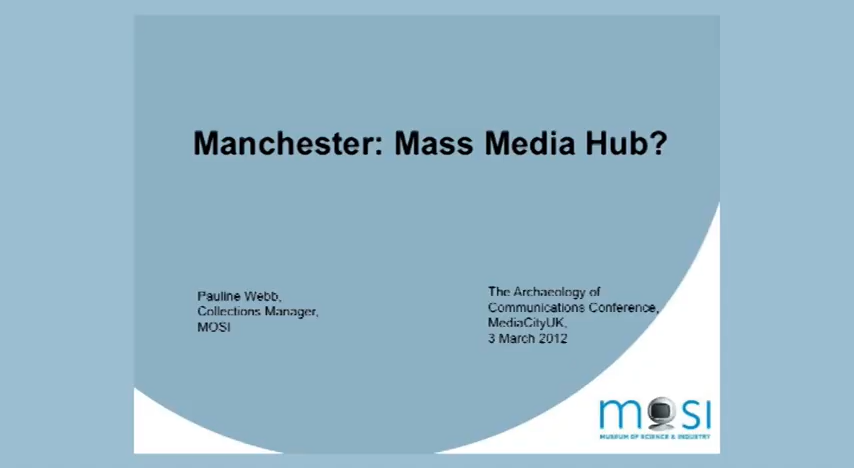 Manchester: Mass Media Hub?
Pauline Webb,
Collections Manager,
MOSI
The Archaeology of
Communications Conference,
MediaCityUK,
3 March 2012
mosi
MUSEUM OF SCIENCE & INDUSTRY